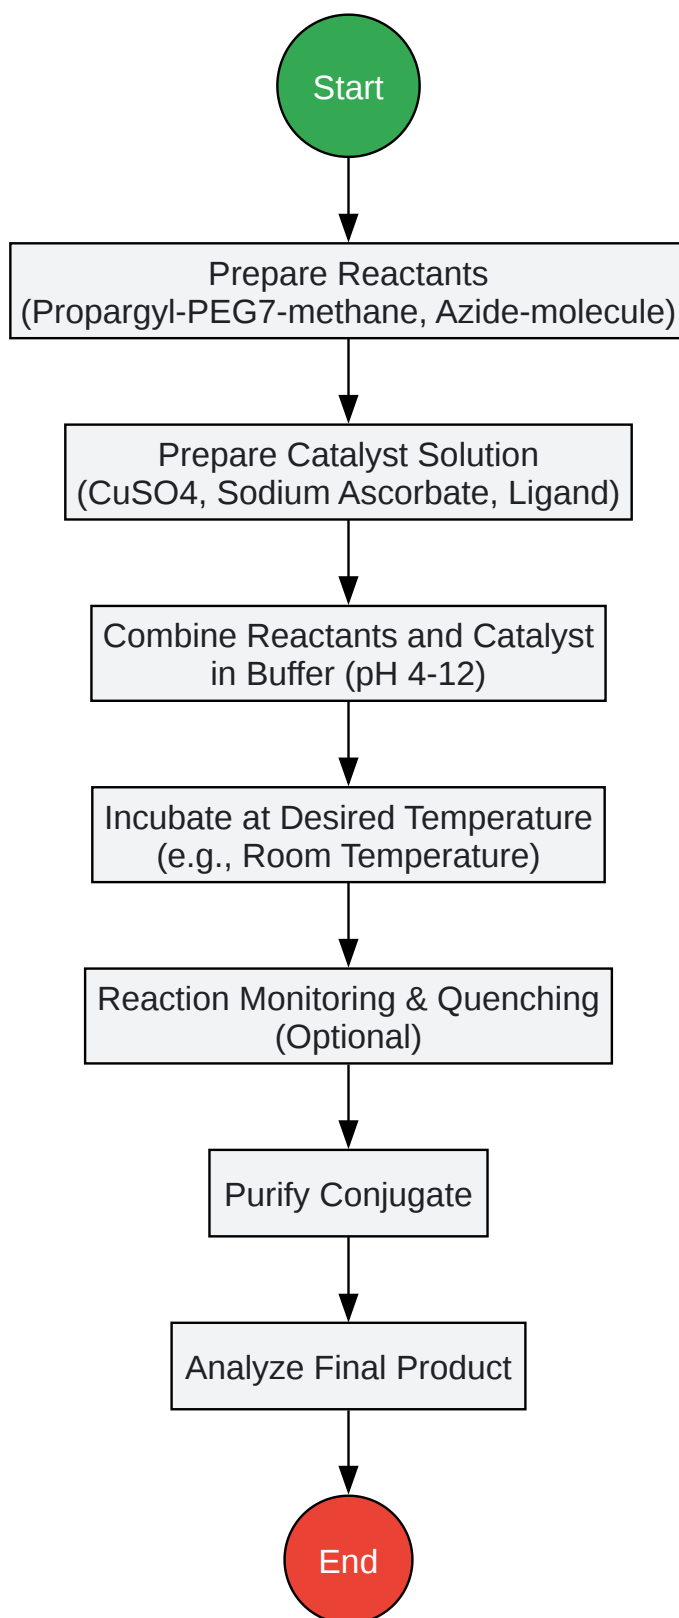 Start
Prepare Reactants
(Propargyl-PEG7-methane, Azide-molecule)
Prepare Catalyst Solution
(CuSO4, Sodium Ascorbate, Ligand)
Combine Reactants and Catalyst
in Buffer (pH 4-12)
Incubate at Desired Temperature
(e.g., Room Temperature)
Reaction Monitoring & Quenching
(Optional)
Purify Conjugate
Analyze Final Product
End